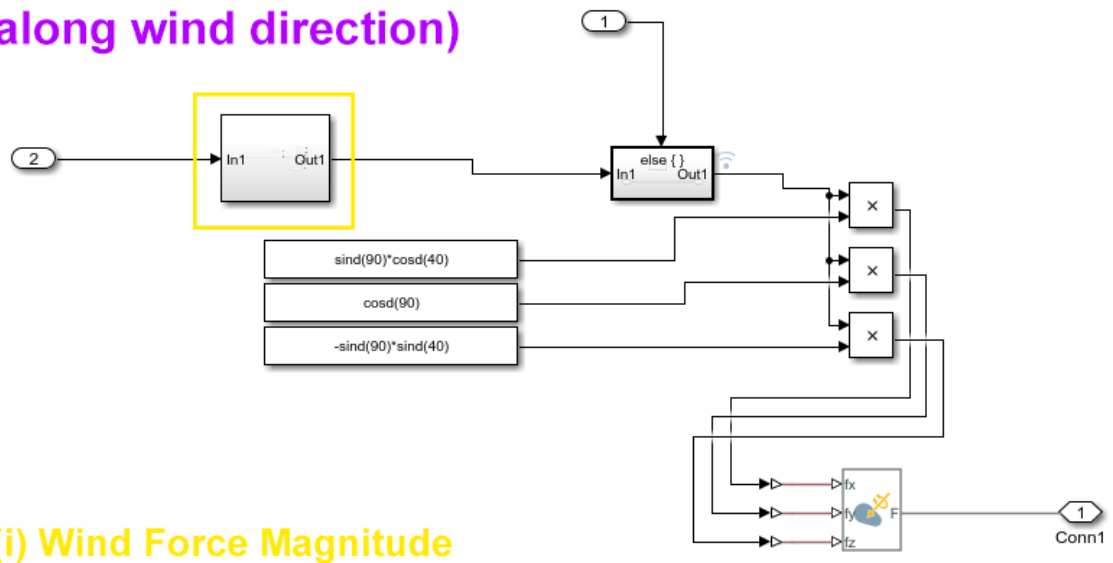 along wind direction)
1
2
In1
Out1
else { }
In1
Out1
×
sind(90)*cosd(40)
×
cosd(90)
×
-sind(90)*sind(40)
fx
fy
F
fz
1
Conn1
(i) Wind Force Magnitude